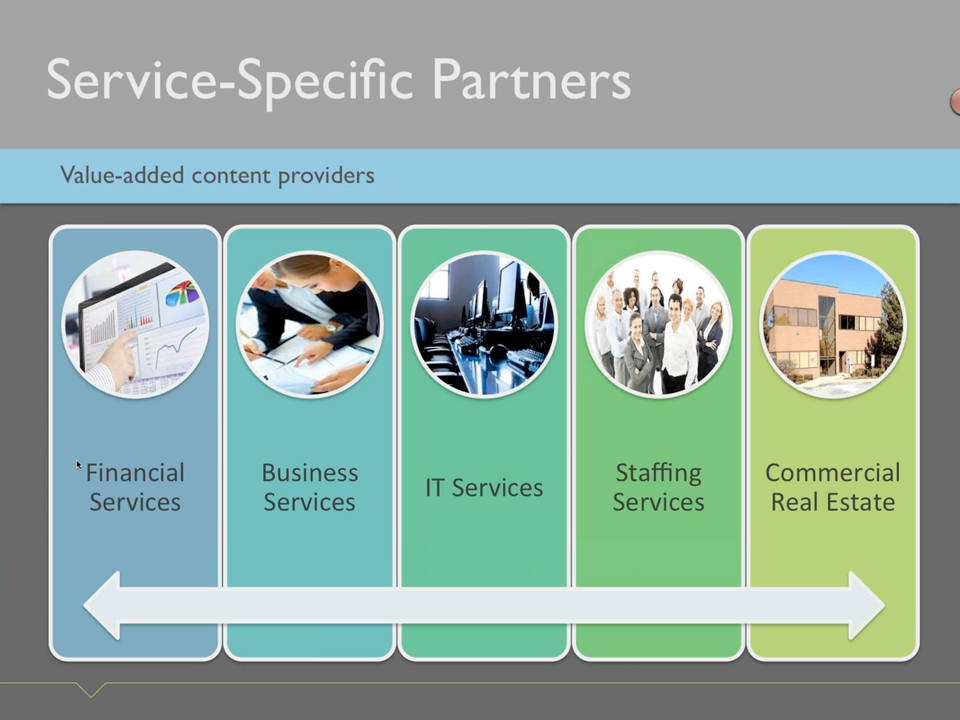 Service-Specific Partners
Value-added content providers
Financial
Services
Business
Services
IT Services
Staffing
Services
Commercial
Real Estate